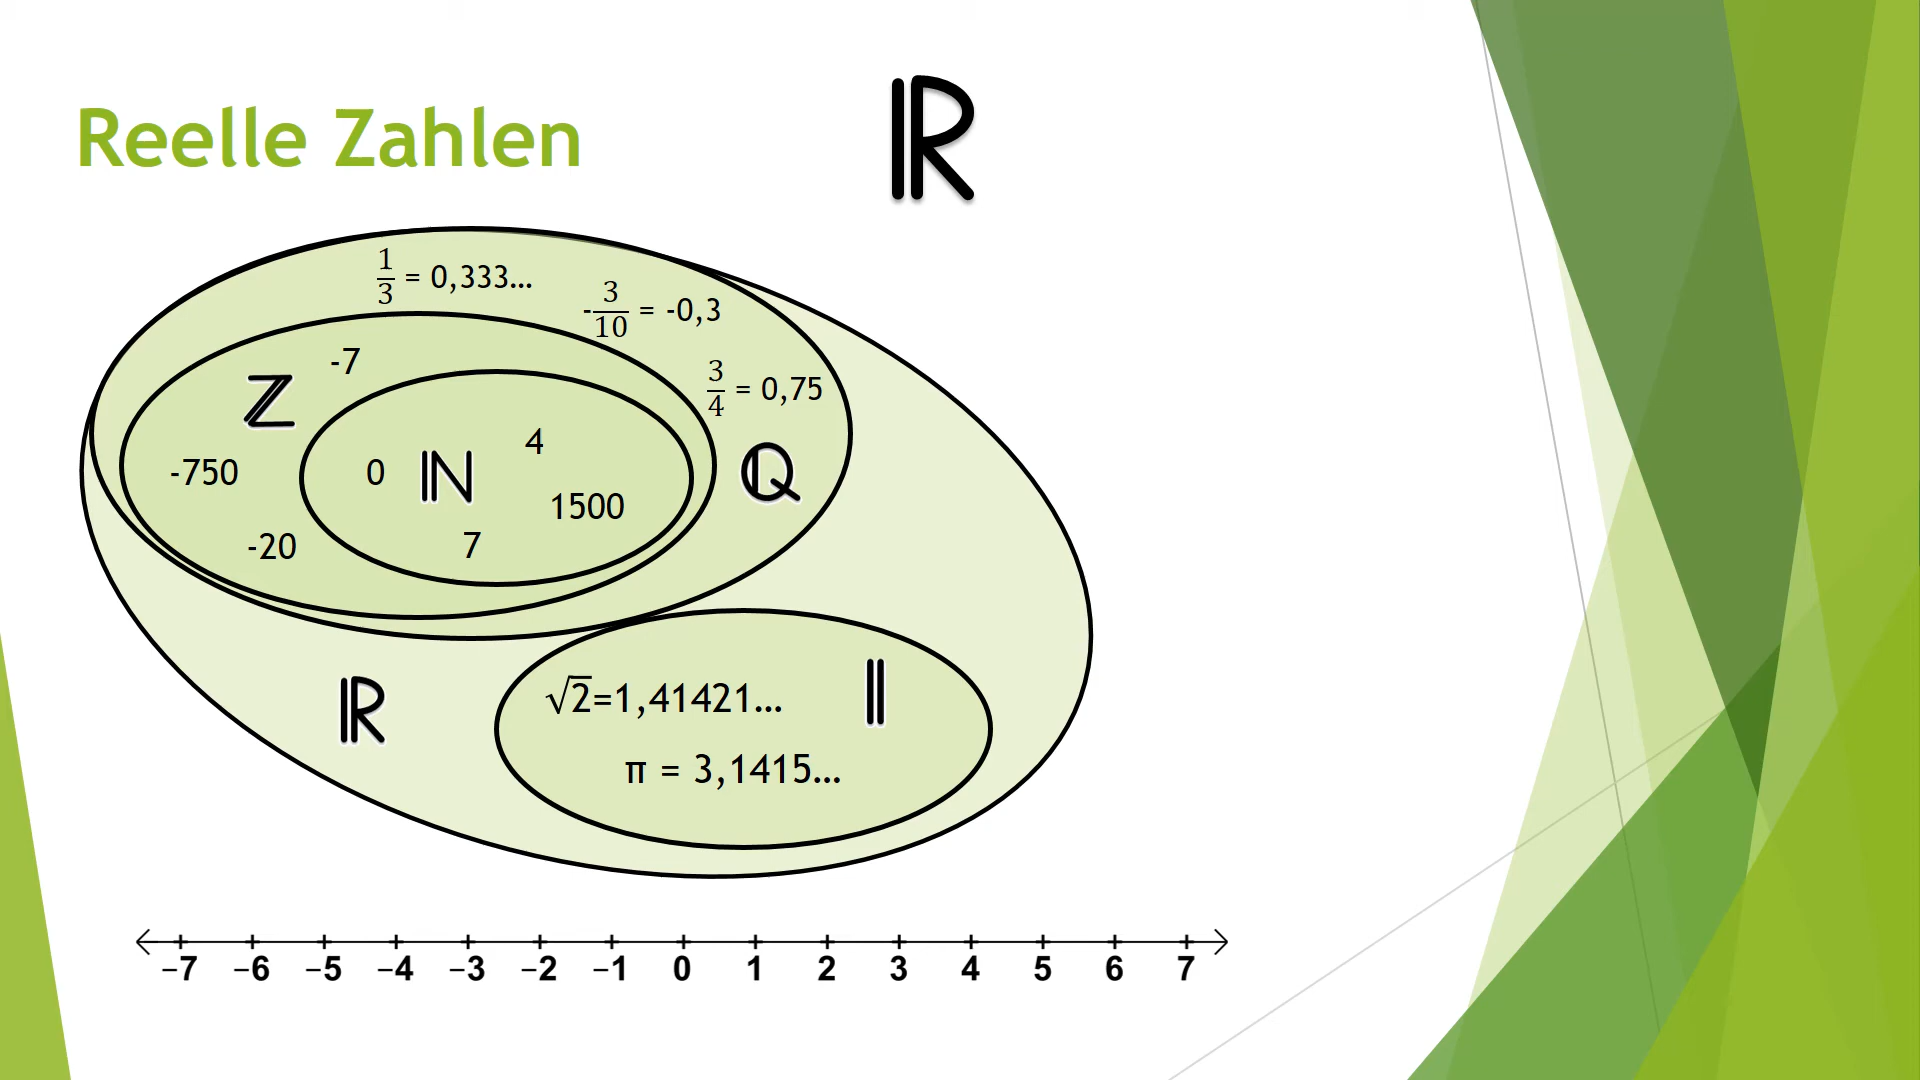 Reelle Zahlen
ℝ
1/3 = 0,333...
-3/10 = -0,3
3/4 = 0,75
ℤ
-7
-750
-20
ℕ
0
4
1500
7
ℚ
ℝ
√2=1,41421...
𝕀
π = 3,1415...
−7 −6 −5 −4 −3 −2 −1 0 1 2 3 4 5 6 7